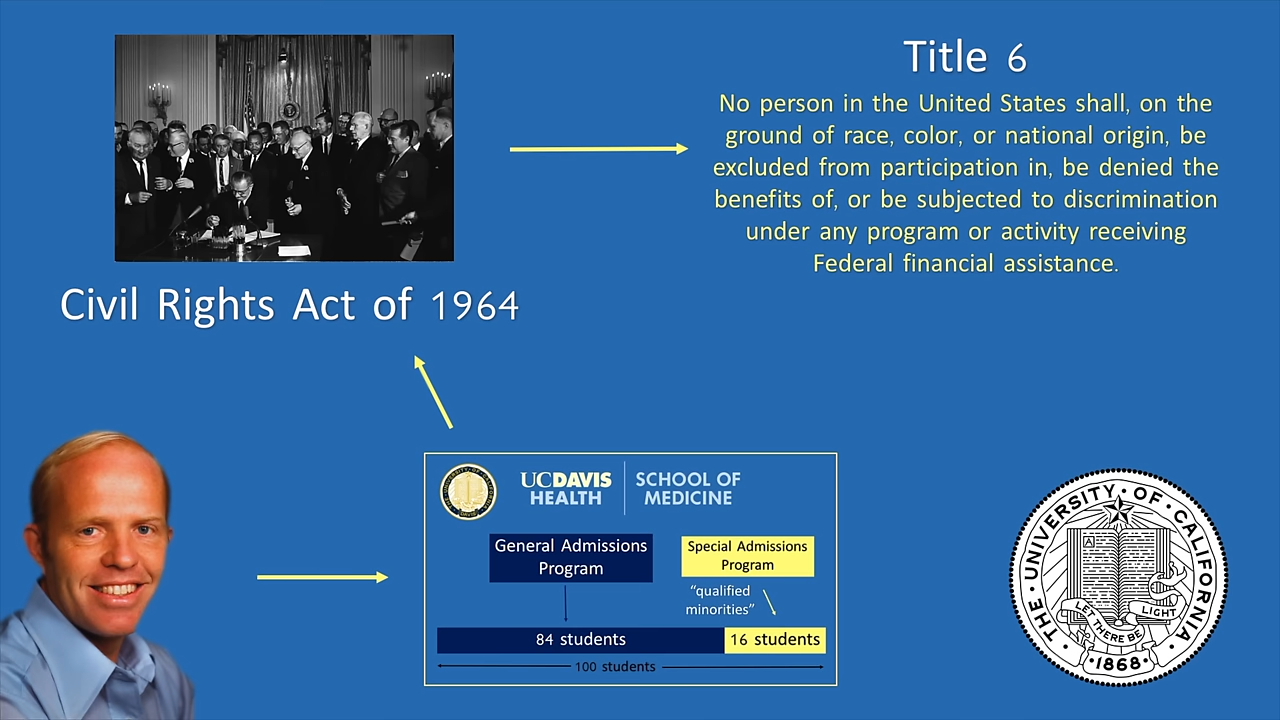 Title 6
No person in the United States shall, on the
ground of race, color, or national origin, be
excluded from participation in, be denied the
benefits of, or be subjected to discrimination
under any program or activity receiving
Federal financial assistance.
Civil Rights Act of 1964
UCDAVIS
HEALTH
SCHOOL OF
MEDICINE
General Admissions
Program
Special Admissions
Program
“qualified
minorities”
84 students
16 students
100 students
THE · UNIVERSITY · OF · CALIFORNIA
A
LET THERE BE LIGHT
· 1868 ·